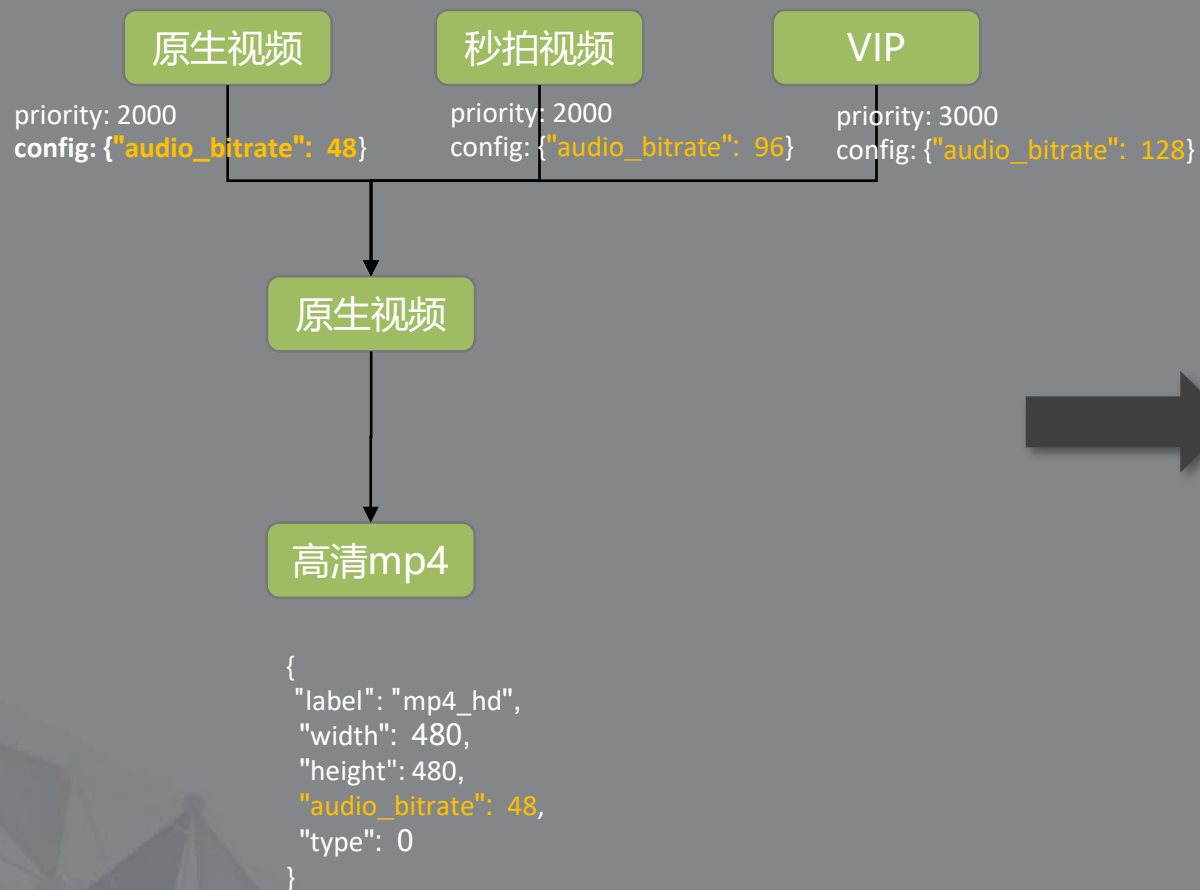 原生视频
秒拍视频
VIP
priority: 2000
config: {"audio_bitrate": 48}
priority: 2000
config: {"audio_bitrate": 96}
priority: 3000
config: {"audio_bitrate": 128}
原生视频
高清mp4
{
"label": "mp4_hd",
"width": 480,
"height": 480,
"audio_bitrate": 48,
"type": 0
}